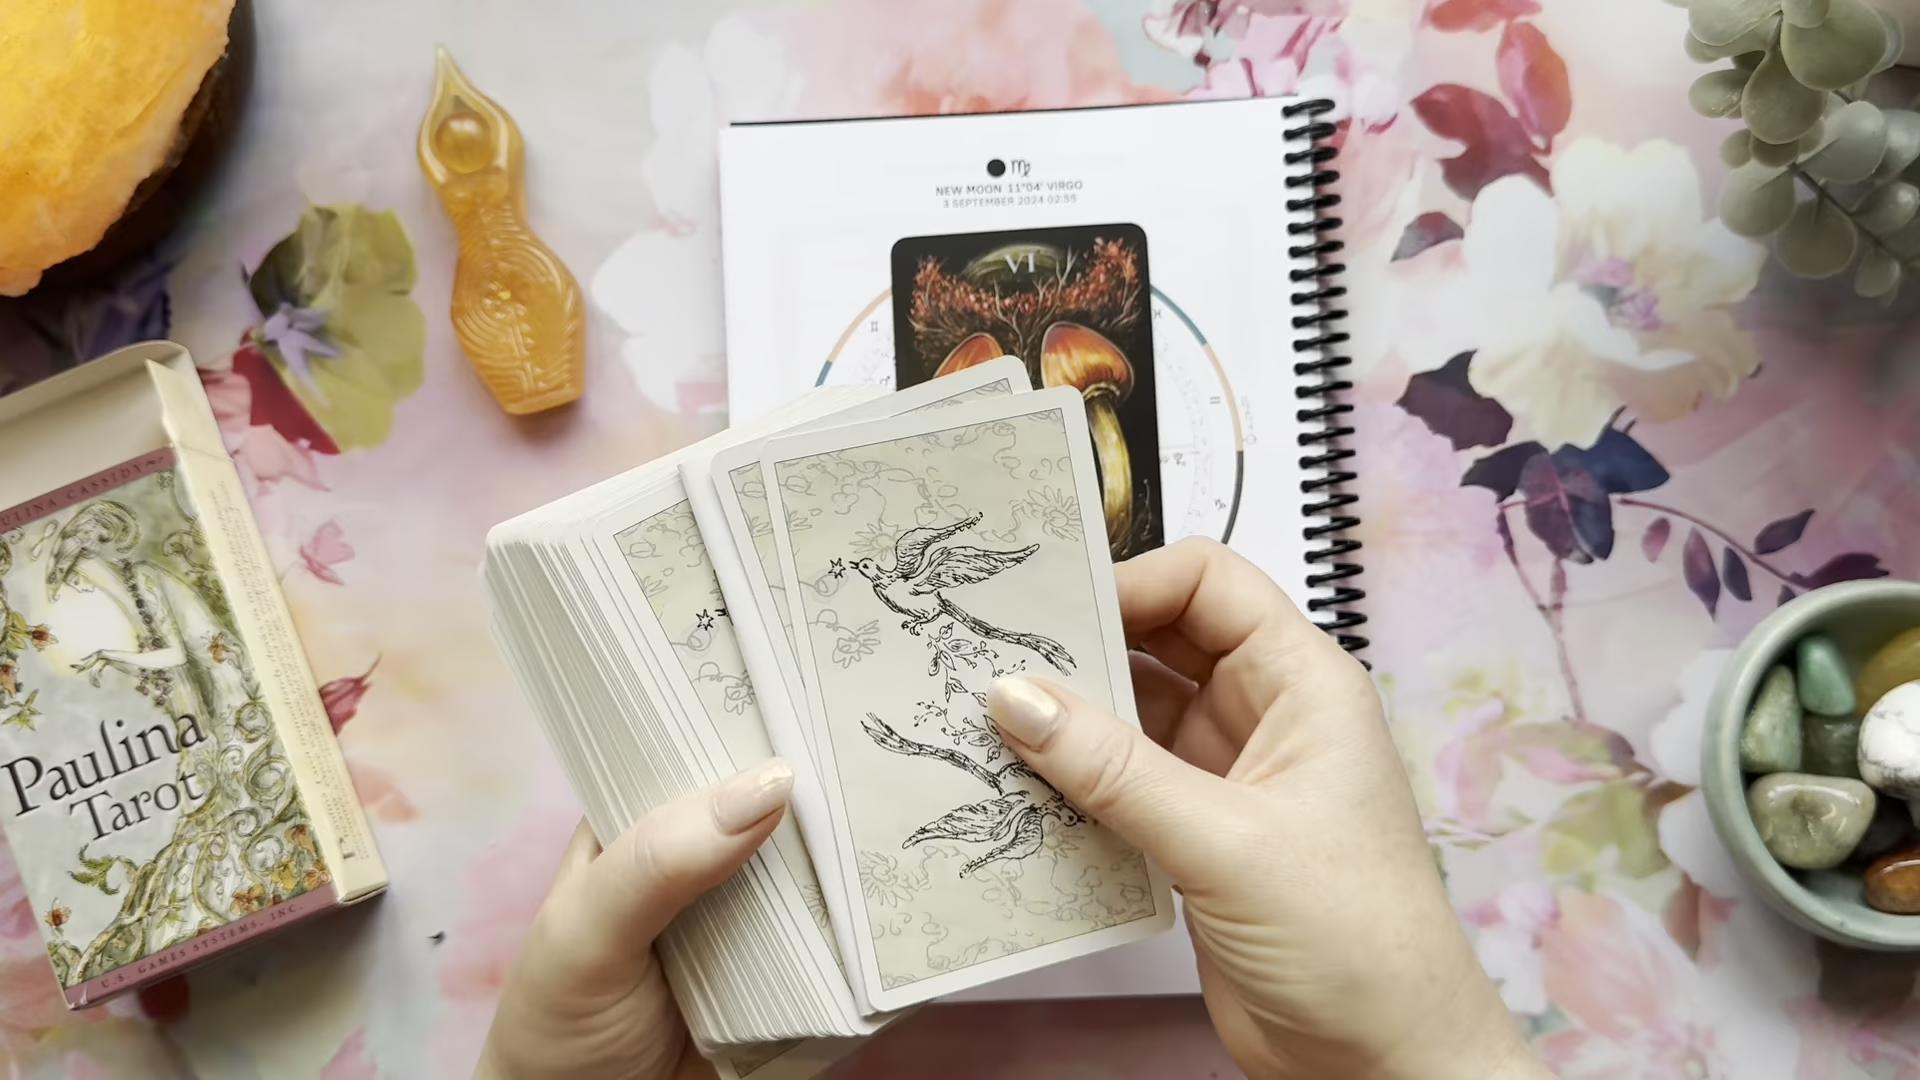 NEW MOON 11°04' VIRGO
3 SEPTEMBER 2024 02:55
VI
PAULINA CASSIDY
Paulina
Tarot
U.S. GAMES SYSTEMS, INC.